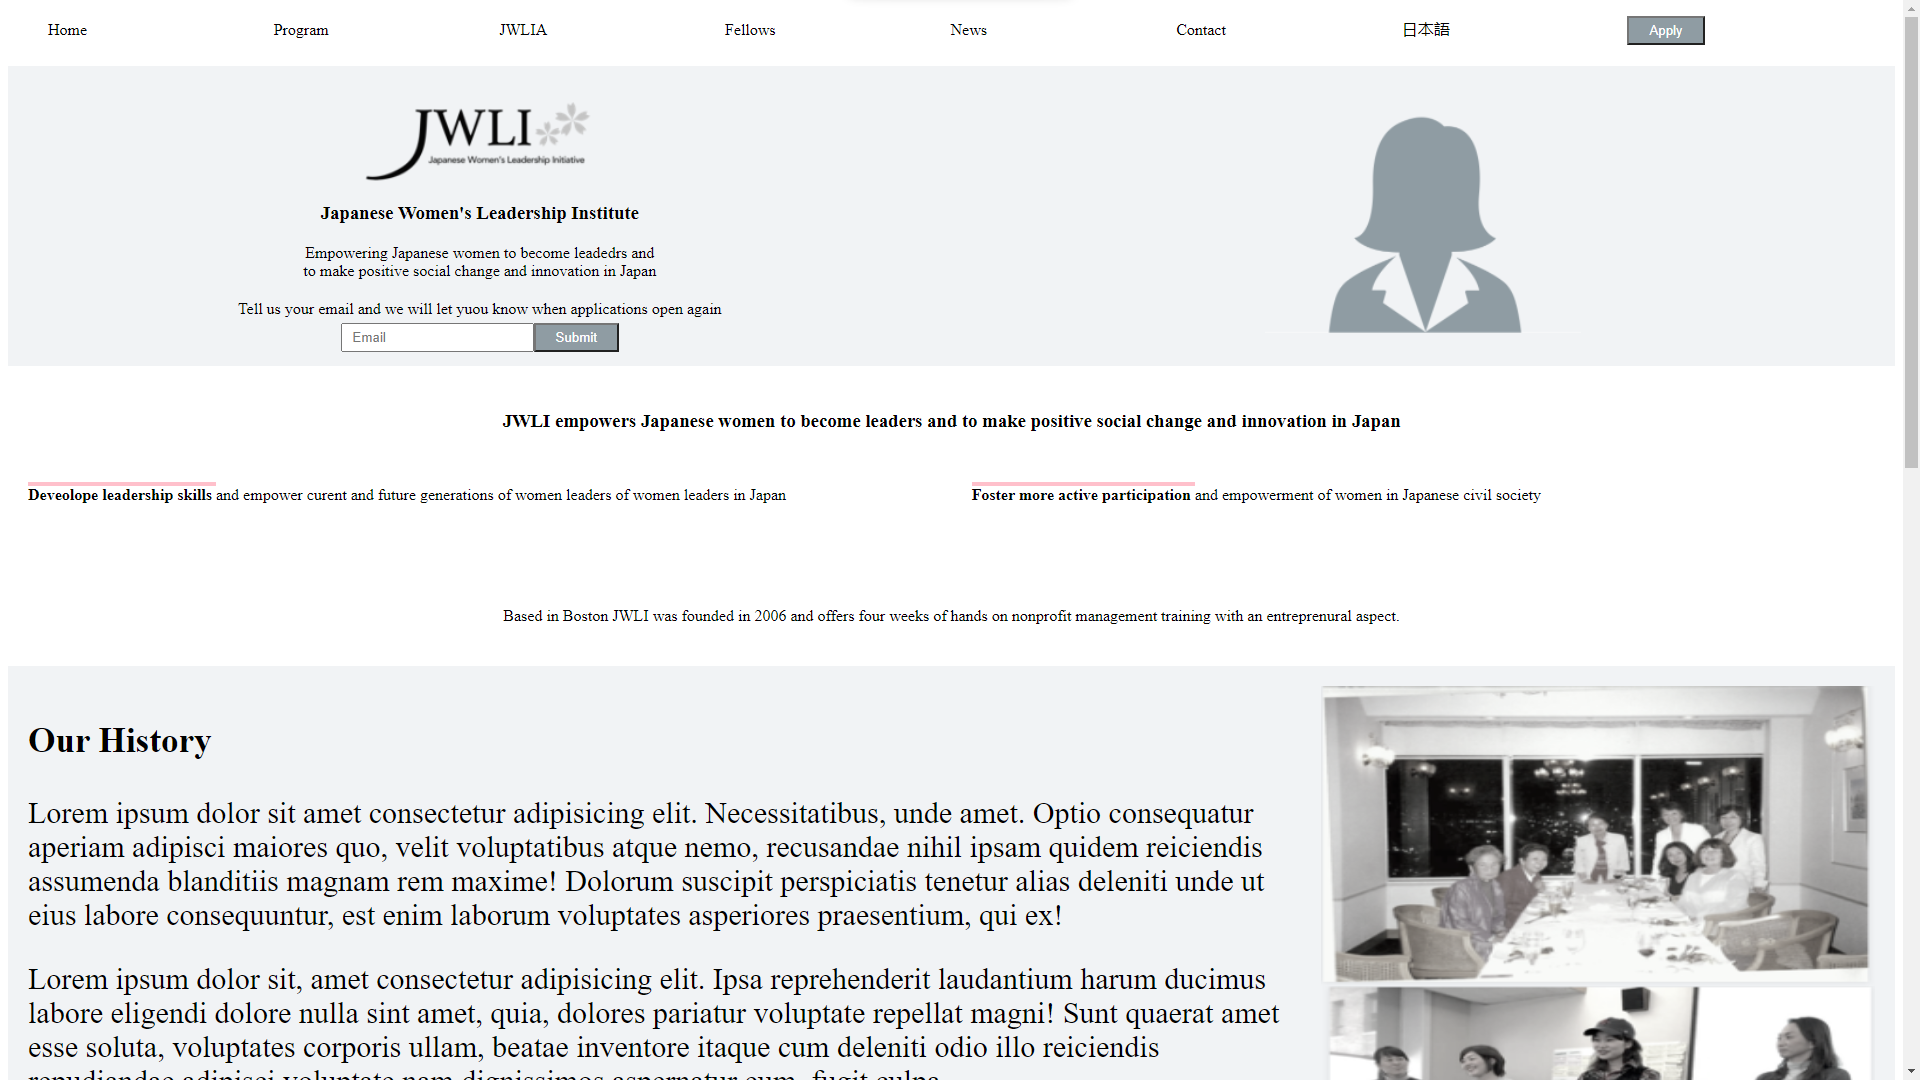 Home Program JWLIA Fellows News Contact 日本語 Apply
JWLI
Japanese Women's Leadership Initiative
Japanese Women's Leadership Institute
Empowering Japanese women to become leadedrs and
to make positive social change and innovation in Japan
Tell us your email and we will let yuou know when applications open again
Email Submit
JWLI empowers Japanese women to become leaders and to make positive social change and innovation in Japan
Deveolope leadership skills and empower curent and future generations of women leaders of women leaders in Japan
Foster more active participation and empowerment of women in Japanese civil society
Based in Boston JWLI was founded in 2006 and offers four weeks of hands on nonprofit management training with an entreprenural aspect.
Our History
Lorem ipsum dolor sit amet consectetur adipisicing elit. Necessitatibus, unde amet. Optio consequatur
aperiam adipisci maiores quo, velit voluptatibus atque nemo, recusandae nihil ipsam quidem reiciendis
assumenda blanditiis magnam rem maxime! Dolorum suscipit perspiciatis tenetur alias deleniti unde ut
eius labore consequuntur, est enim laborum voluptates asperiores praesentium, qui ex!
Lorem ipsum dolor sit, amet consectetur adipisicing elit. Ipsa reprehenderit laudantium harum ducimus
labore eligendi dolore nulla sint amet, quia, dolores pariatur voluptate repellat magni! Sunt quaerat amet
esse soluta, voluptates corporis ullam, beatae inventore itaque cum deleniti odio illo reiciendis
repudiandae adipisci voluptate nam dignissimos aspernatur eum, fugit culpa